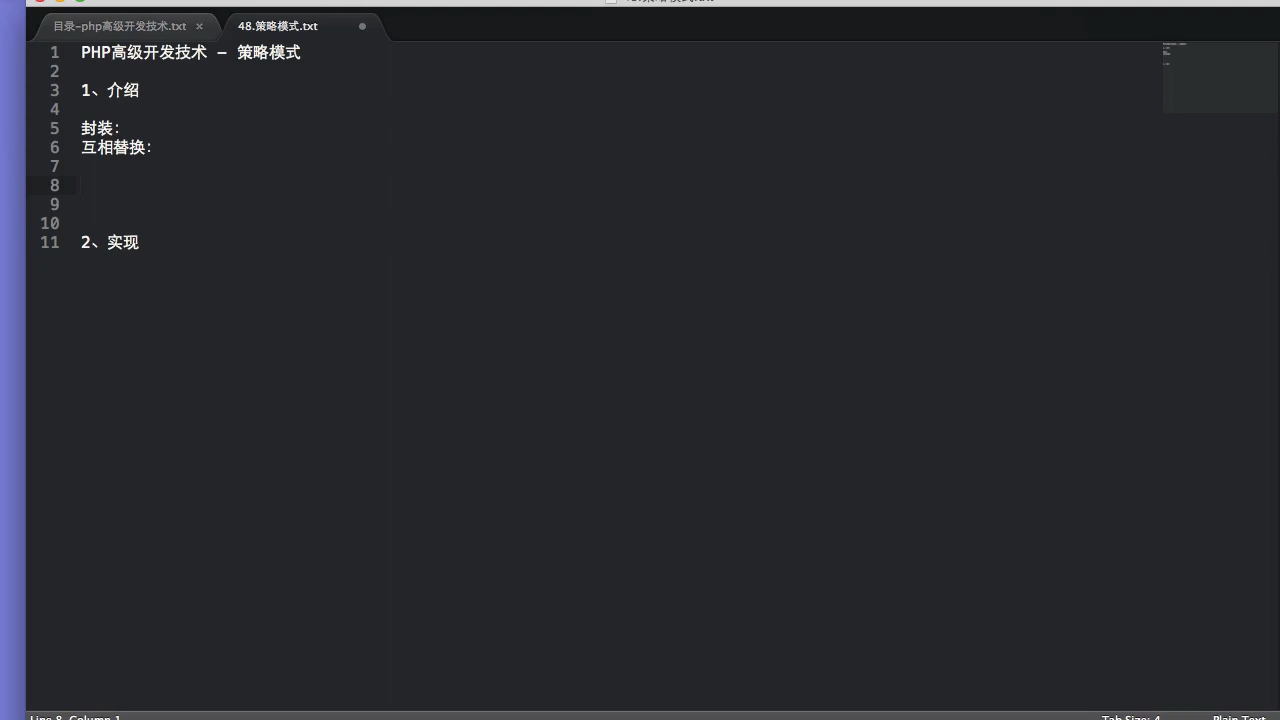 目录-php高级开发技术.txt ×
48.策略模式.txt
1 PHP高级开发技术 - 策略模式
2
3 1、介绍
4
5 封装：
6 互相替换：
7
8
9
10
11 2、实现
Line 8, Column 1
Tab Size: 4
Plain Text